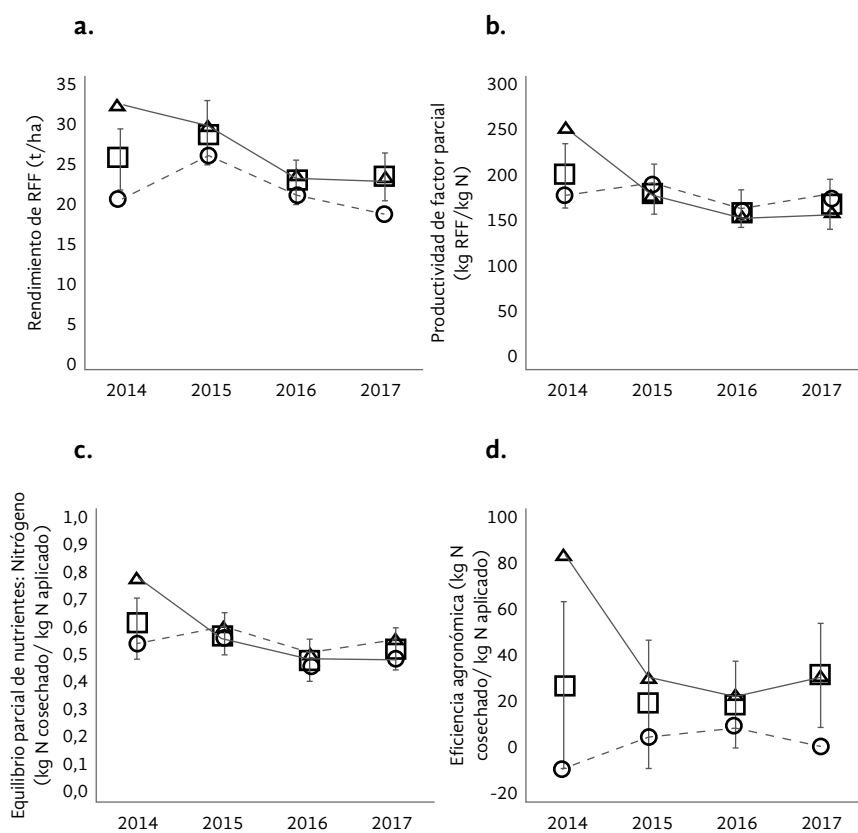 a.
Rendimiento de RFF (t/ha)
35
30
25
20
15
10
5
0
2014 2015 2016 2017
b.
Productividad de factor parcial
(kg RFF/kg N)
300
250
200
150
100
50
0
2014 2015 2016 2017
c.
Equilibrio parcial de nutrientes: Nitrógeno
(kg N cosechado/ kg N aplicado)
1,0
0,9
0,8
0,7
0,6
0,5
0,4
0,3
0,2
0,1
0,0
2014 2015 2016 2017
d.
Eficiencia agronómica (kg N
cosechado/ kg N aplicado)
100
80
60
40
20
0
-20
2014 2015 2016 2017